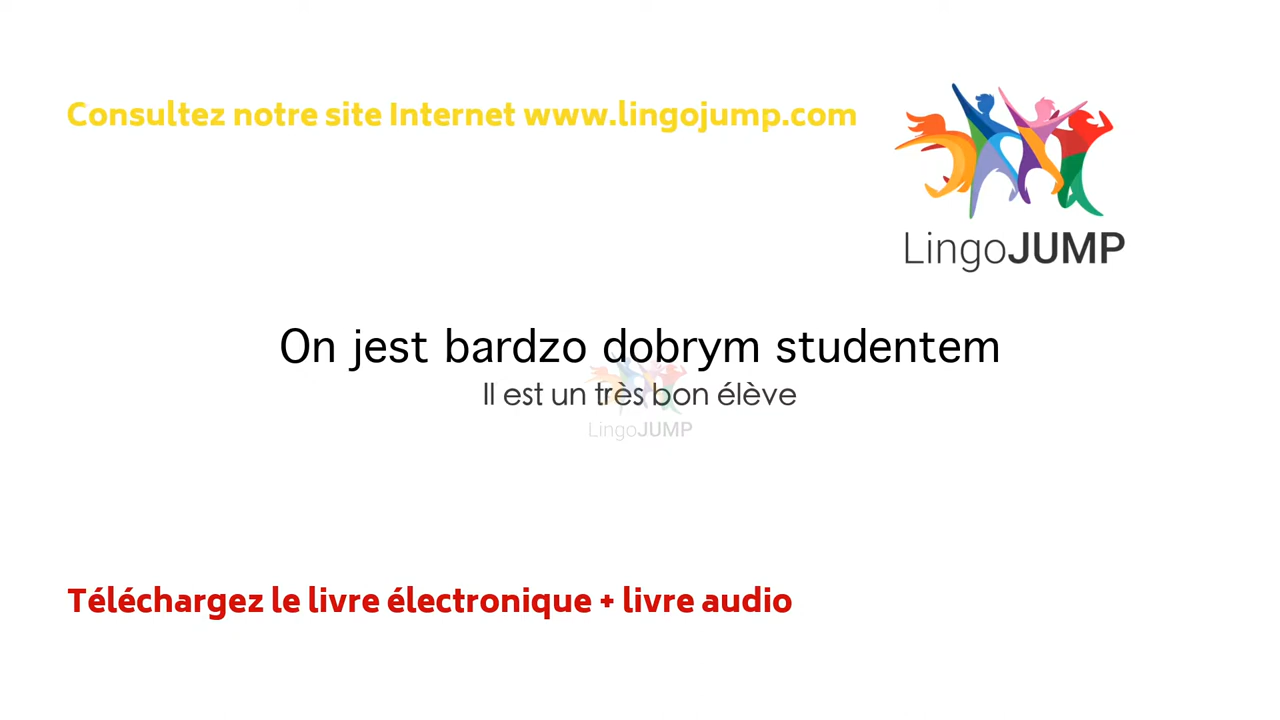 Consultez notre site Internet www.lingojump.com
LingoJUMP
On jest bardzo dobrym studentem
Il est un très bon élève
LingoJUMP
Téléchargez le livre électronique + livre audio